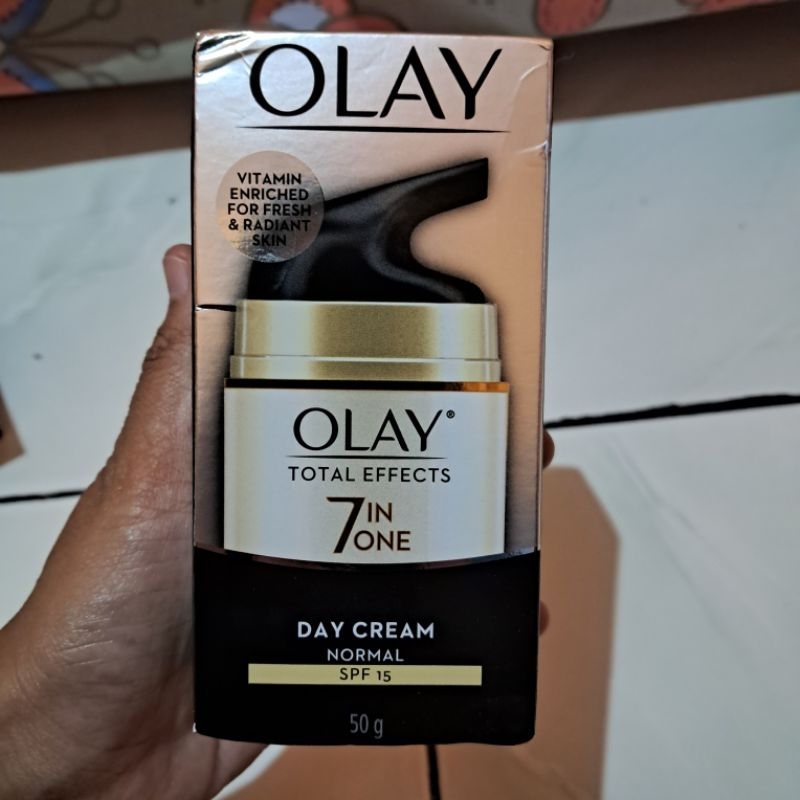 OLAY
VITAMIN
ENRICHED
FOR FRESH
& RADIANT
SKIN
OLAY®
TOTAL EFFECTS
7 IN
ONE
DAY CREAM
NORMAL
SPF 15
50 g